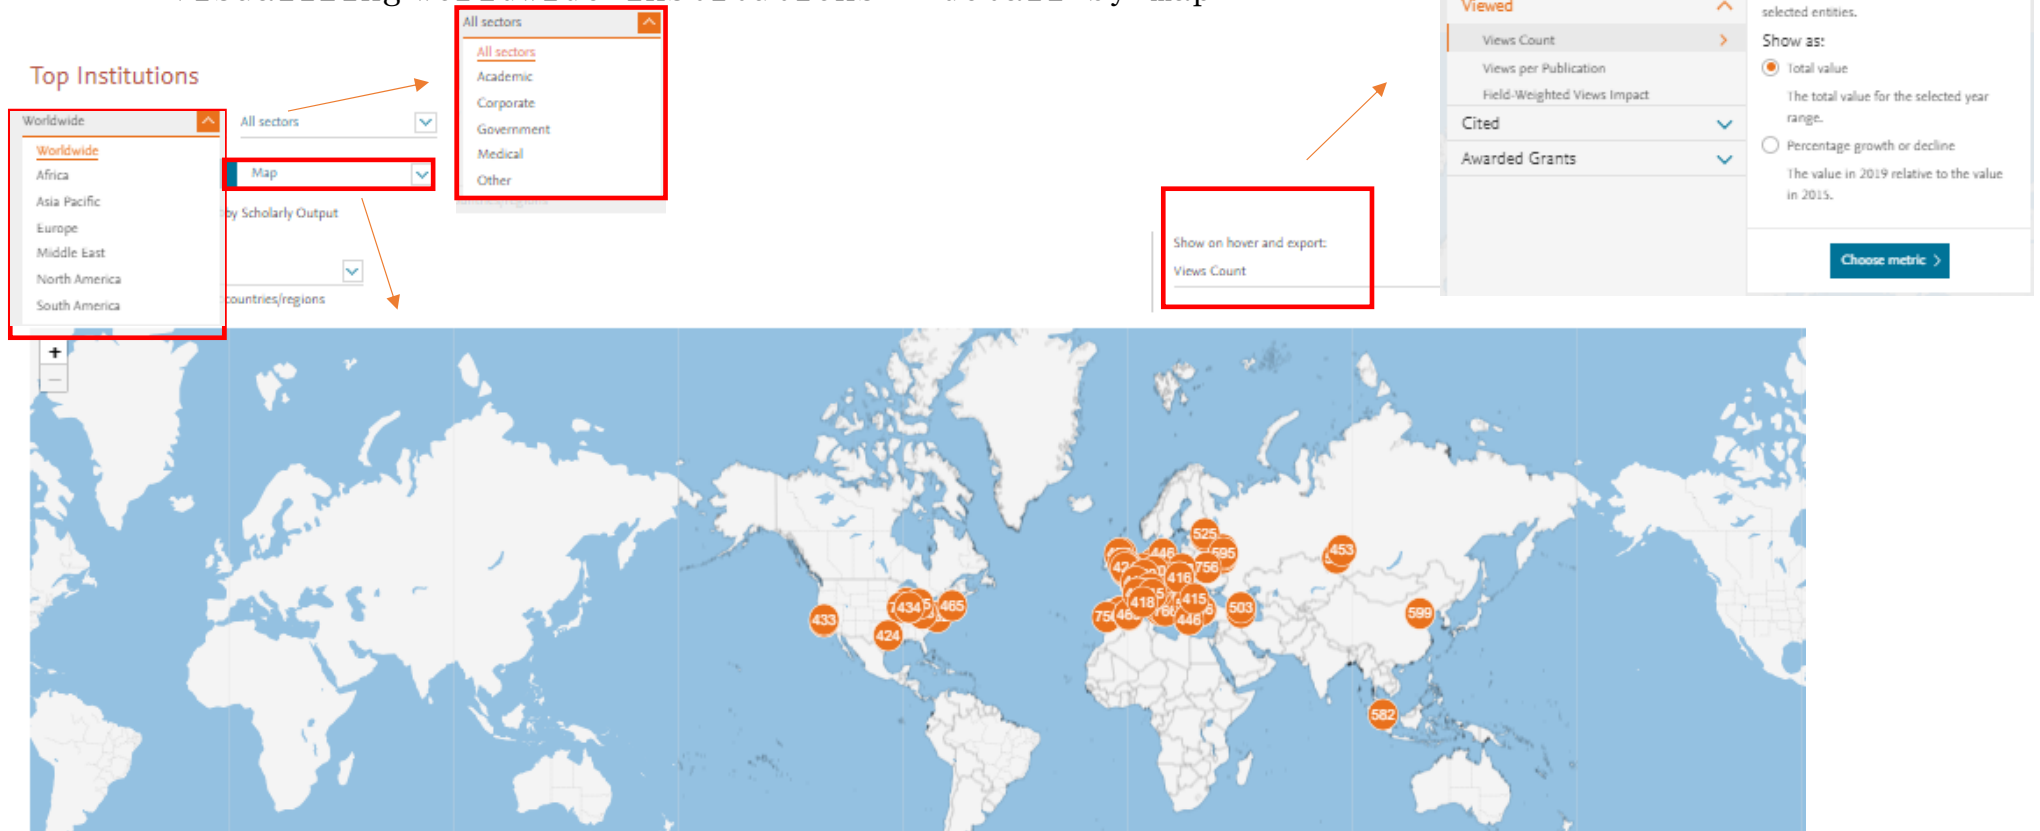 by map
Top Institutions
Worldwide
Worldwide
Africa
Asia Pacific
Europe
Middle East
North America
South America
All sectors
Map
by Scholarly Output
countries/regions
All sectors
All sectors
Academic
Corporate
Government
Medical
Other
Show on hover and export:
Views Count
Viewed
Views Count
Views per Publication
Field-Weighted Views Impact
Cited
Awarded Grants
selected entities.
Show as:
Total value
The total value for the selected year
range.
Percentage growth or decline
The value in 2019 relative to the value
in 2015.
Choose metric
+
−
525
446
595
453
424
756
416
415
418
446
503
599
582
433
434
465
424